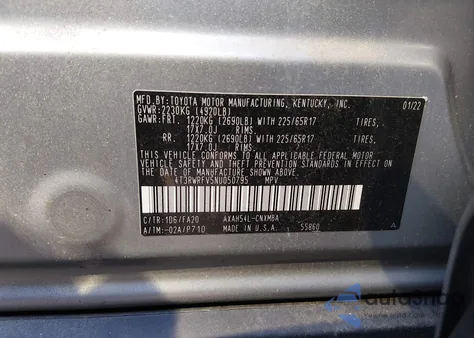 MFD.BY:TOYOTA MOTOR MANUFACTURING, KENTUCKY, INC. 01/22
GVWR:2230KG (4920LB)
GAWR:FRT. 1220KG (2690LB) WITH 225/65R17 TIRES,
17X7.0J RIMS.
RR. 1220KG (2690LB) WITH 225/65R17 TIRES,
17X7.0J RIMS.
THIS VEHICLE CONFORMS TO ALL APPLICABLE FEDERAL MOTOR
VEHICLE SAFETY, BUMPER, AND THEFT PREVENTION STANDARDS IN EFFECT
ON THE DATE OF MANUFACTURE SHOWN ABOVE.
4T3RWRFV5NU050795 MPV
C/TR:1D6/FA20 AXAH54L-CNXMBA
A/TM:-02A/P710 MADE IN U.S.A. 55860